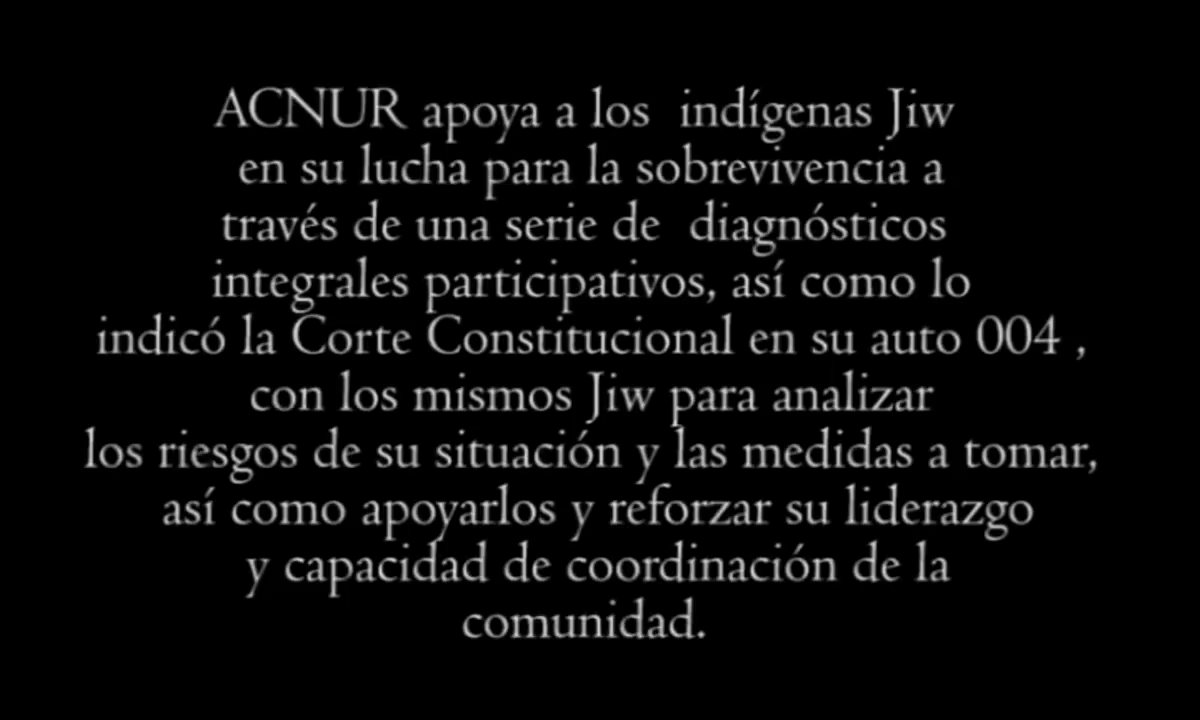 ACNUR apoya a los  indígenas Jiw
en su lucha para la sobrevivencia a
través de una serie de  diagnósticos
integrales participativos, así como lo
indicó la Corte Constitucional en su auto 004 ,
con los mismos Jiw para analizar
los riesgos de su situación y las medidas a tomar,
así como apoyarlos y reforzar su liderazgo
y capacidad de coordinación de la
comunidad.